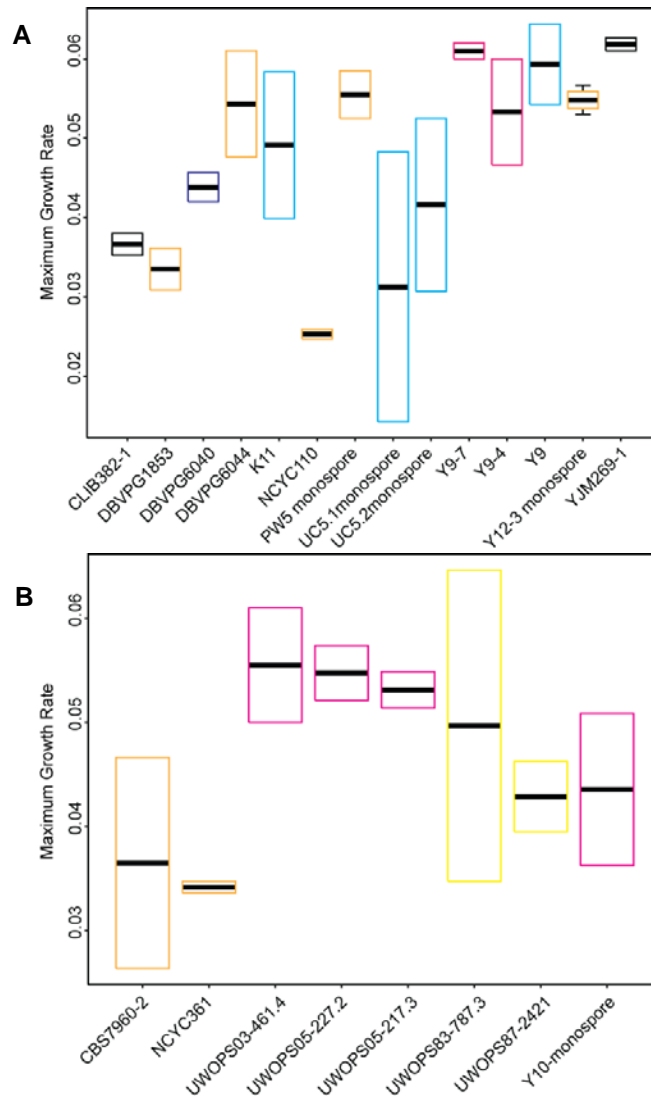 A
Maximum Growth Rate
0.06
0.05
0.04
0.03
0.02
CLIB382-1
DBVPG1853
DBVPG6040
DBVPG6044
K11
NCYC110
PW5 monospore
UC5.1monospore
UC5.2monospore
Y9-7
Y9-4
Y9
Y12-3 monospore
YJM269-1
B
Maximum Growth Rate
0.06
0.05
0.04
0.03
CBS7960-2
NCYC361
UWOPS03-461.4
UWOPS05-227.2
UWOPS05-217.3
UWOPS83-787.3
UWOPS87-2421
Y10-monospore